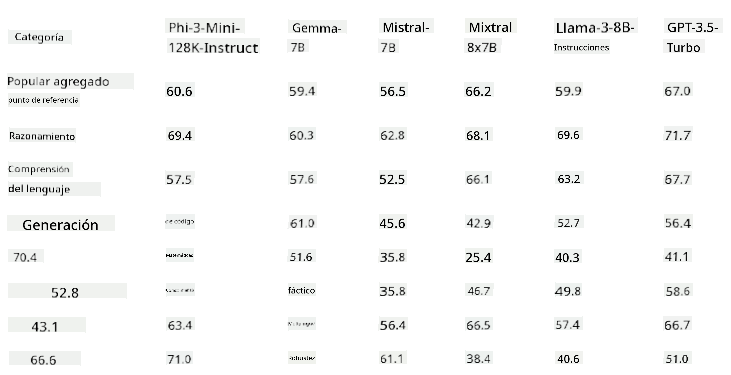 Categoría Phi-3-Mini- Gemma- Mistral- Mixtral Llama-3-8B- GPT-3.5-
128K-Instruct 7B 7B 8x7B Instrucciones Turbo
Popular agregado
punto de referencia 60.6 59.4 56.5 66.2 59.9 67.0
Razonamiento 69.4 60.3 62.8 68.1 69.6 71.7
Comprensión
del lenguaje 57.5 57.6 52.5 66.1 63.2 67.7
Generación de código 61.0 45.6 42.9 52.7 56.4
70.4 51.6 35.8 25.4 40.3 41.1
52.8 fáctico 35.8 46.7 49.8 58.6
43.1 63.4 56.4 66.5 57.4 66.7
66.6 71.0 Robustez 61.1 38.4 40.6 51.0